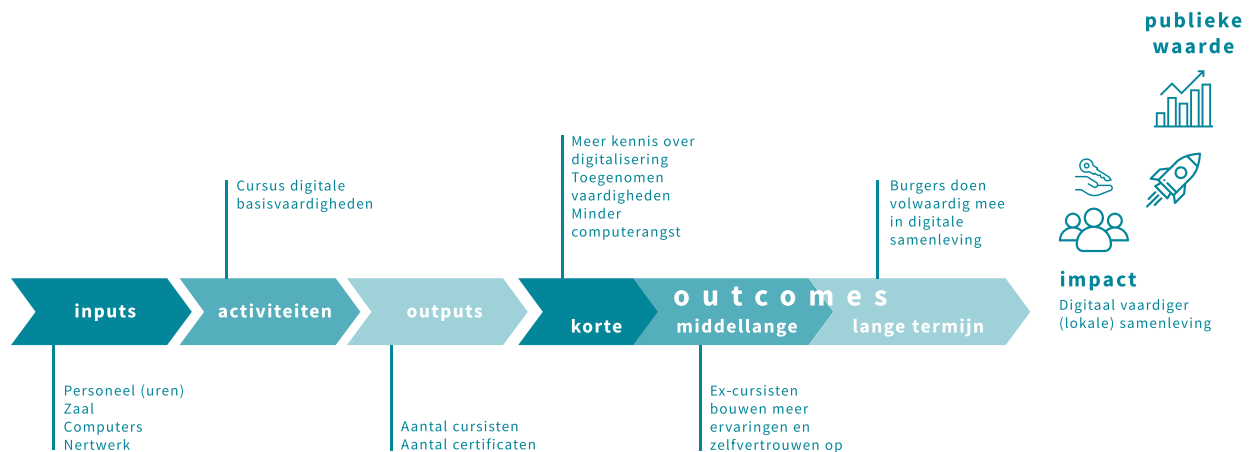 publieke
waarde
Meer kennis over
digitalisering
Toegenomen
vaardigheden
Minder
computerangst
Cursus digitale
basisvaardigheden
Burgers doen
volwaardig mee
in digitale
samenleving
inputs
activiteiten
outputs
outcomes
korte
middellange
lange termijn
impact
Digitaal vaardiger
(lokale) samenleving
Personeel (uren)
Zaal
Computers
Nertwerk
Aantal cursisten
Aantal certificaten
Ex-cursisten
bouwen meer
ervaringen en
zelfvertrouwen op